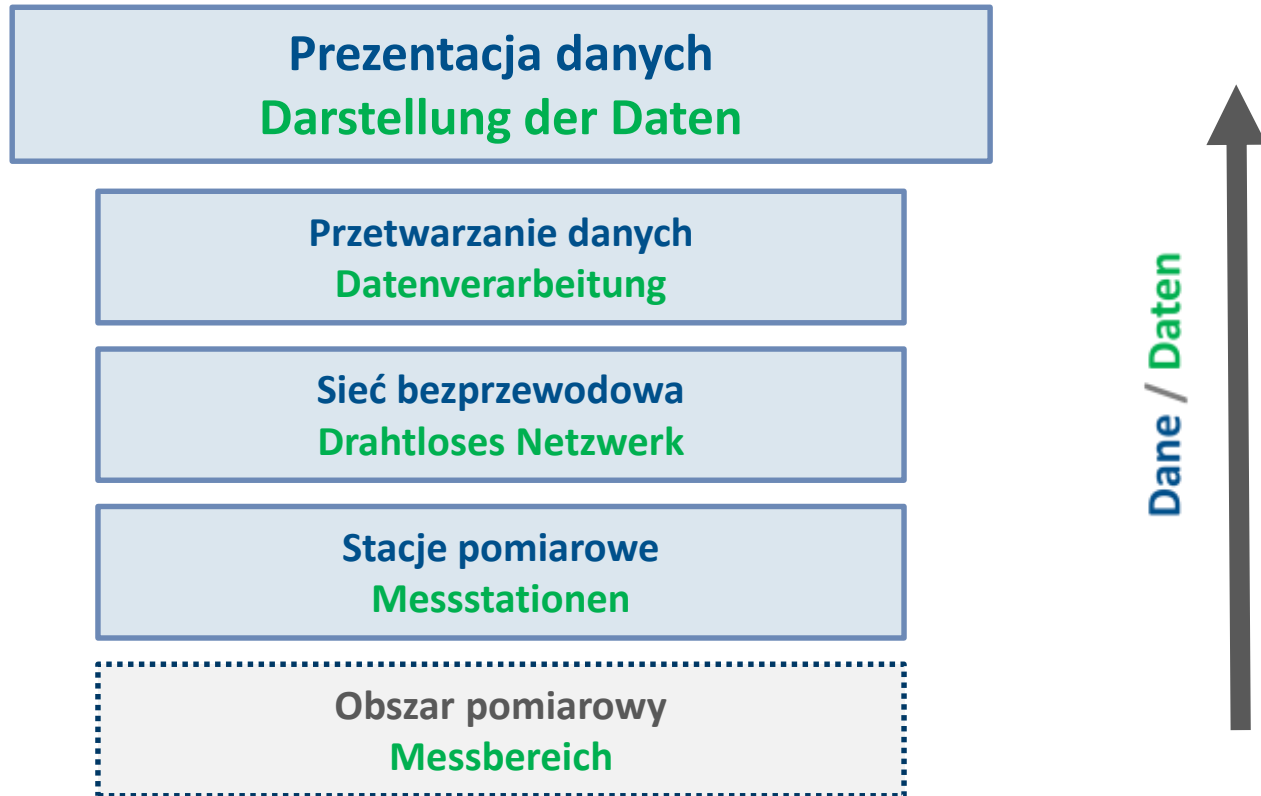 Prezentacja danych
Darstellung der Daten
Przetwarzanie danych
Datenverarbeitung
Sieć bezprzewodowa
Drahtloses Netzwerk
Stacje pomiarowe
Messstationen
Obszar pomiarowy
Messbereich
Dane / Daten